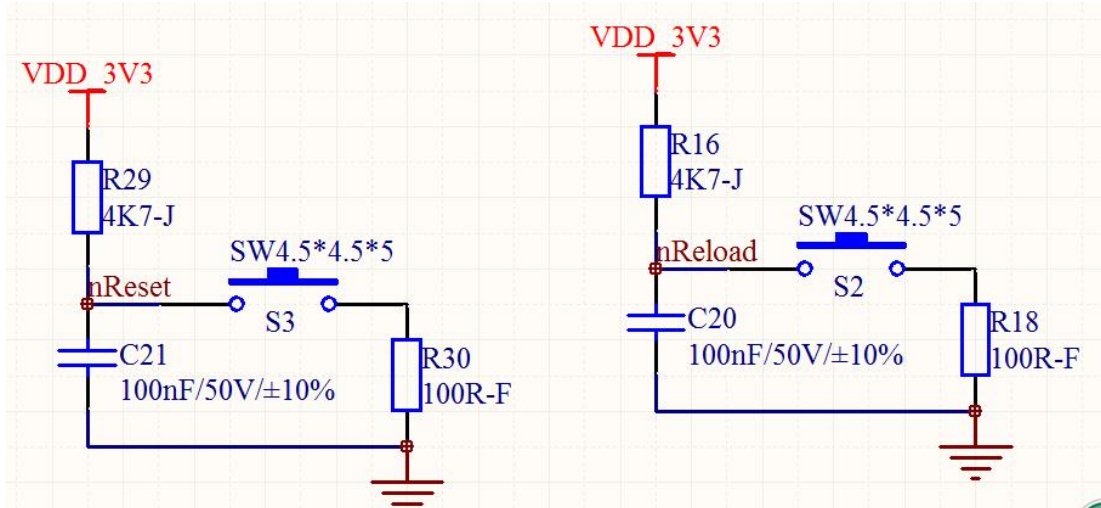 VDD_3V3
R29
4K7-J
nReset
SW4.5*4.5*5
S3
C21
100nF/50V/±10%
R30
100R-F
VDD_3V3
R16
4K7-J
nReload
SW4.5*4.5*5
S2
C20
100nF/50V/±10%
R18
100R-F